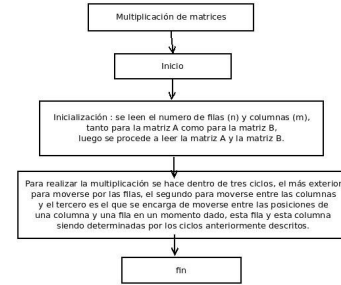 Multiplicación de matrices
Inicio
Inicialización : se leen el numero de filas (n) y columnas (m),
tanto para la matriz A como para la matriz B,
luego se procede a leer la matriz A y la matriz B.
Para realizar la multiplicación se hace dentro de tres ciclos, el más exterior
para moverse por las filas, el segundo para moverse entre las columnas
y el tercero es el que se encarga de moverse entre las posiciones de
una columna y una fila en un momento dado, esta fila y esta columna
siendo determinadas por los ciclos anteriormente descritos.
fin